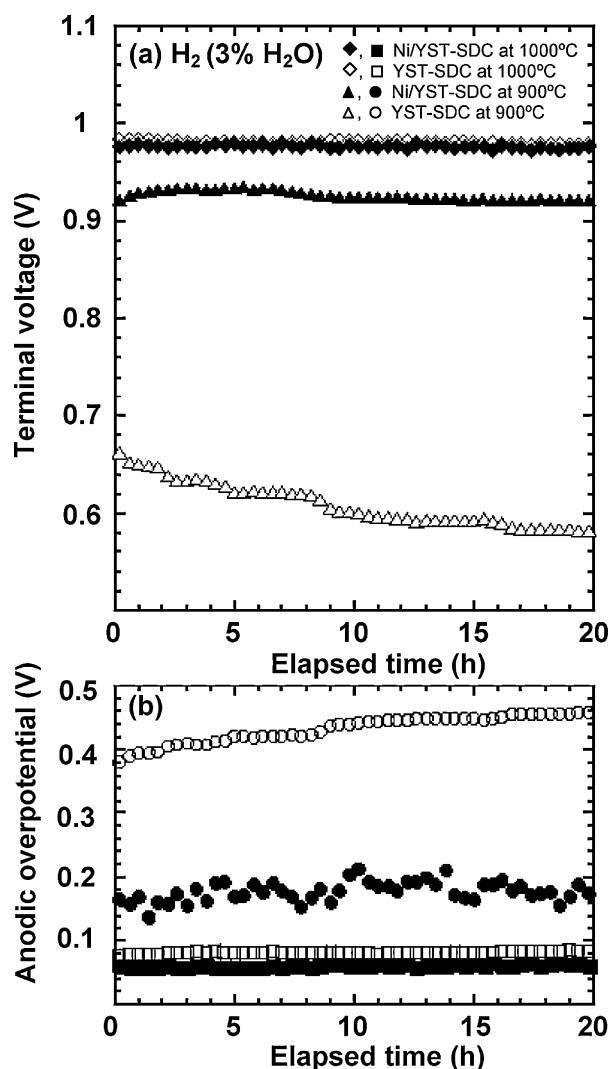 1.1
(a) H₂ (3% H₂O)
◆, ■ Ni/YST-SDC at 1000ºC
◇, □ YST-SDC at 1000ºC
▲, ● Ni/YST-SDC at 900ºC
△, ○ YST-SDC at 900ºC
1
0.9
0.8
0.7
0.6
Terminal voltage (V)
0 5 10 15 20
Elapsed time (h)
(b)
0.5
0.4
0.3
0.2
0.1
Anodic overpotential (V)
0 5 10 15 20
Elapsed time (h)